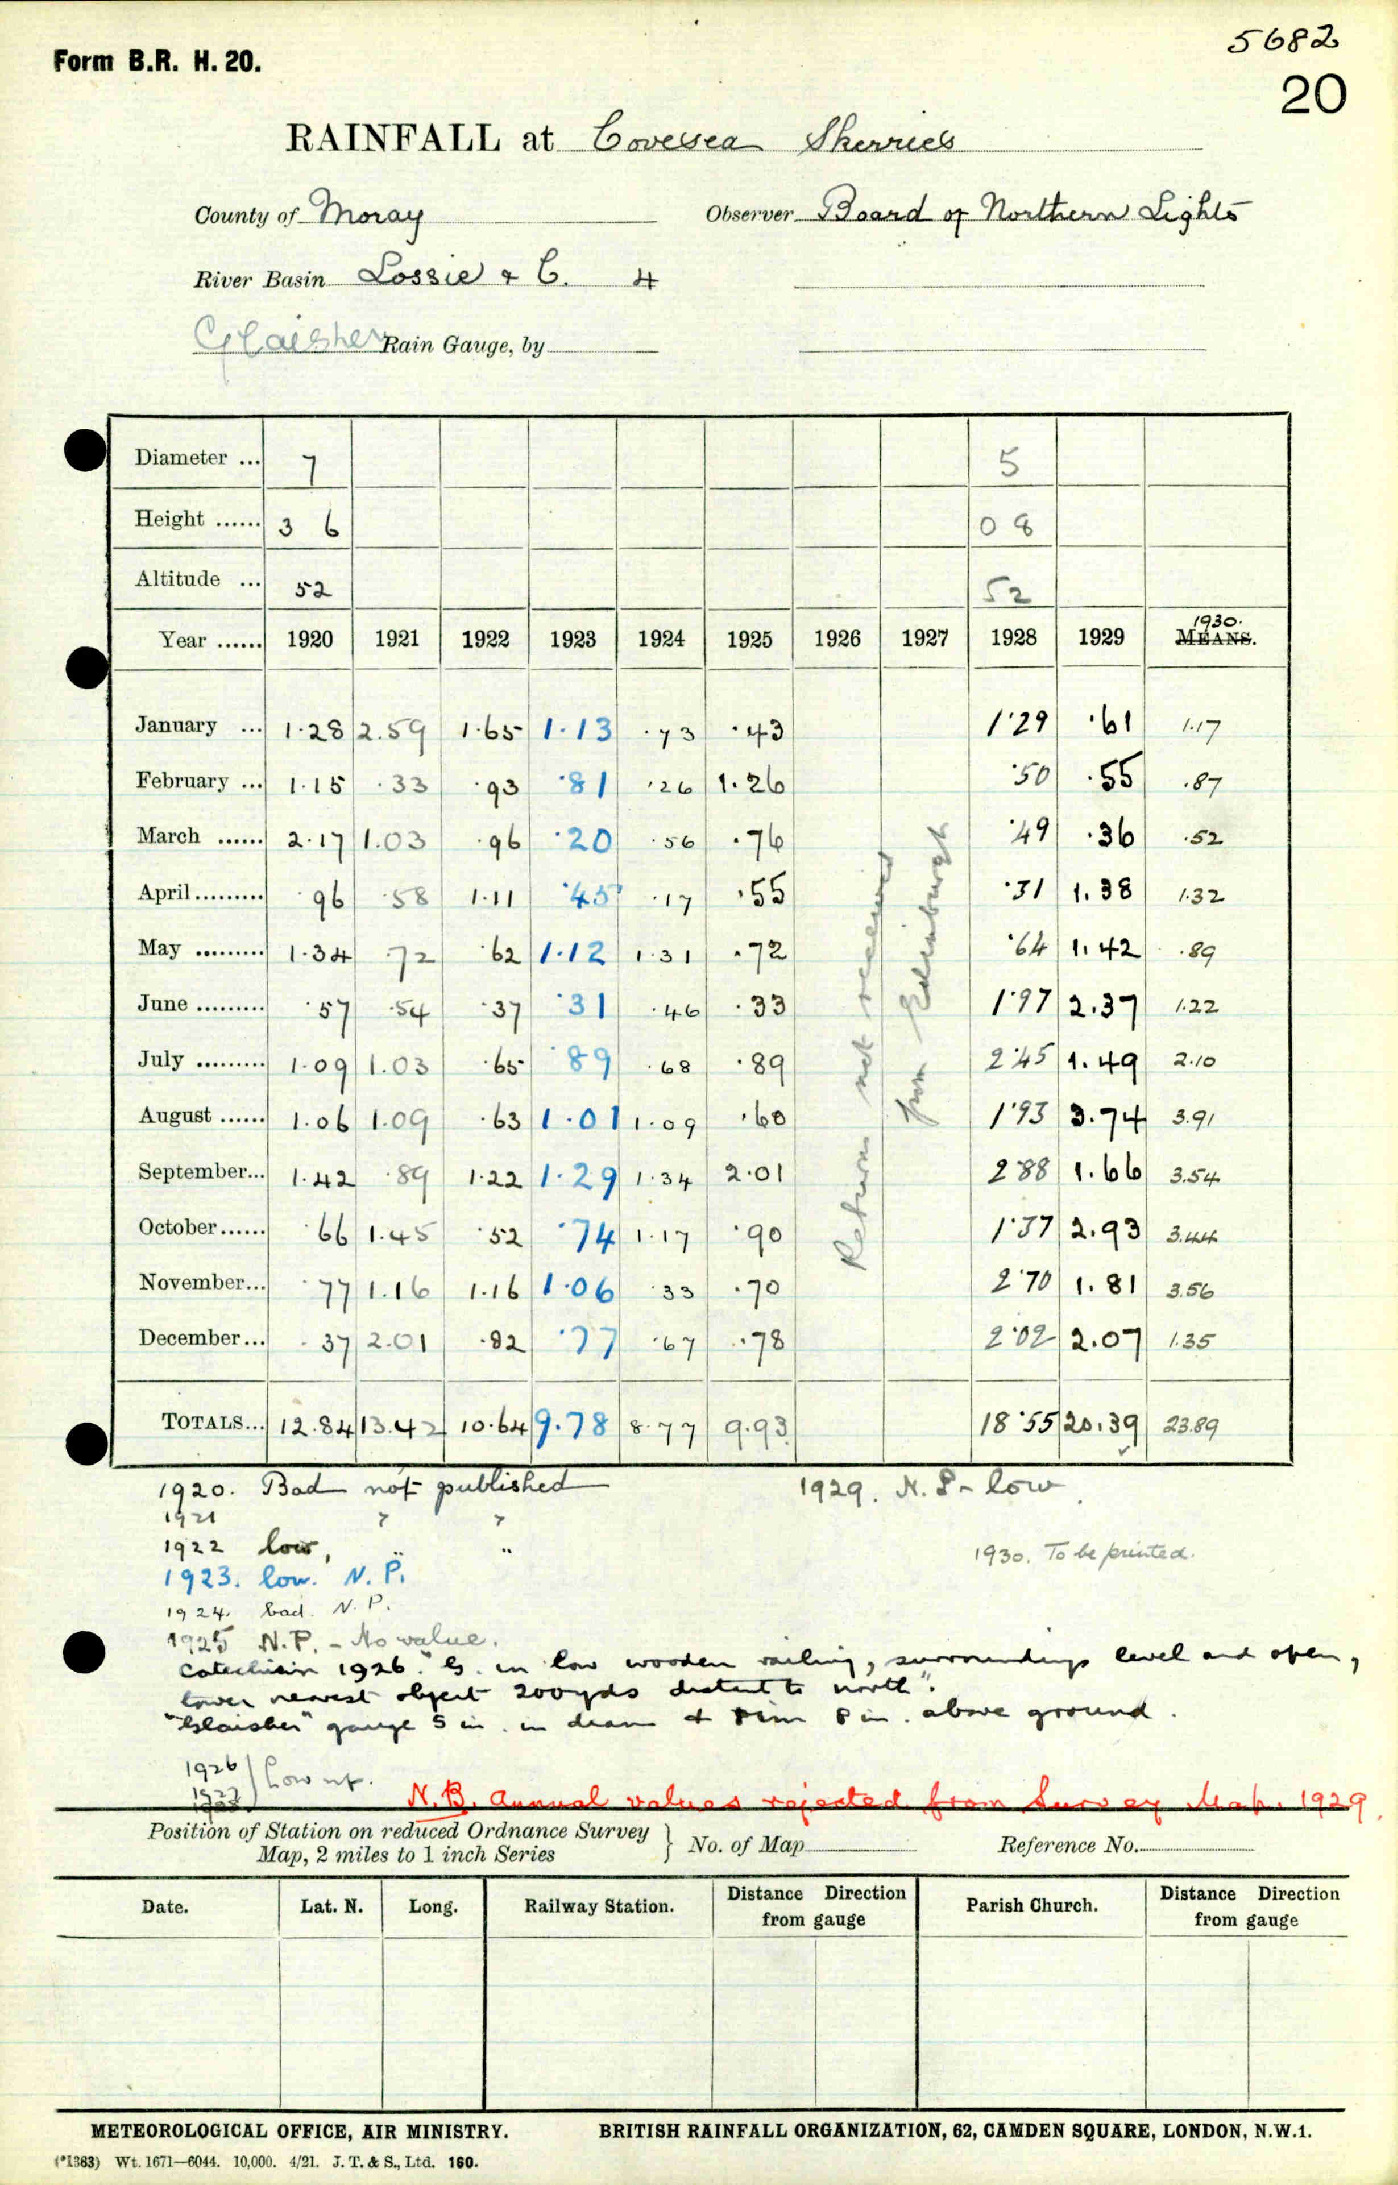 5682
Form B.R. H. 20.
20
RAINFALL at Covesea Skerries
County of Moray Observer Board of Northern Lights
River Basin Lossie & C. 4
Glaisher Rain Gauge, by
Diameter ... 7 5
Height ...... 3 6 0 8
Altitude ... 52 52
1930.
Year ...... 1920 1921 1922 1923 1924 1925 1926 1927 1928 1929 MEANS.
January ... 1.28 2.59 1.65 1.13 .73 .43 1.29 .61 1.17
February ... 1.15 .33 .93 .81 .26 1.26 .50 .55 .87
March ...... 2.17 1.03 .96 .20 .56 .76 .49 .36 .52
April ......... .96 .58 1.11 .45 .17 .55 .31 1.38 1.32
May ......... 1.34 .72 .62 1.12 1.31 .72 .64 1.42 .89
June ......... .57 .54 .37 .31 .46 .33 1.97 2.37 1.22
July ......... 1.09 1.03 .65 .89 .68 .89 2.45 1.49 2.10
August ...... 1.06 1.09 .63 1.01 1.09 .60 1.93 3.74 3.91
September... 1.42 .89 1.22 1.29 1.34 2.01 2.88 1.66 3.54
October...... .66 1.45 .52 .74 1.17 .90 1.37 2.93 3.44
November... .77 1.16 1.16 1.06 .33 .70 2.70 1.81 3.56
December... .37 2.01 .82 .77 .67 .78 2.02 2.07 1.35
Returns not received
from Edinburgh
TOTALS... 12.84 13.42 10.64 9.78 8.77 9.93 18.55 20.39 23.89
1920. Bad not published 1929. N.P - low
1921 " "
1922 low, " "
1930. To be printed.
1923. low. N. P.
1924. bad. N. P.
1925 N.P. - No value.
Catechism 1926. "G. in low wooden railing, surroundings level and open,
tower nearest object 200yds distant to north".
"Glaisher" gauge 5 in. in diam & rim 8 in. above ground.
1926
1927
1928
Low
N.B. Annual values rejected from Survey Map. 1929.
Position of Station on reduced Ordnance Survey
Map, 2 miles to 1 inch Series } No. of Map Reference No.
Date. Lat. N. Long. Railway Station. Distance Direction from gauge Parish Church. Distance Direction from gauge
METEOROLOGICAL OFFICE, AIR MINISTRY. BRITISH RAINFALL ORGANIZATION, 62, CAMDEN SQUARE, LONDON, N.W.1.
(*1383) Wt. 1671—6044. 10,000. 4/21. J. T. & S., Ltd. 160.